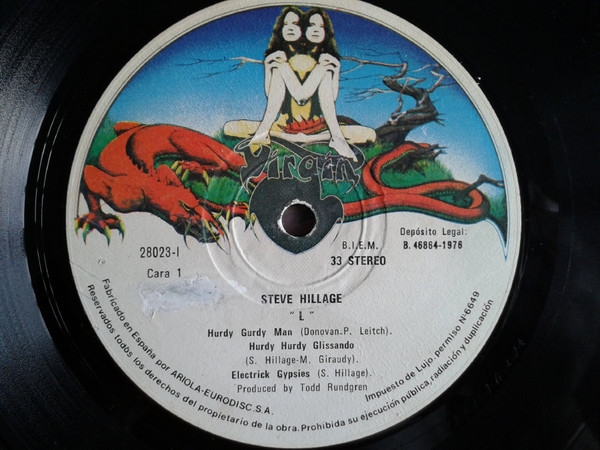 Virgin
28023-I
Cara 1
B.I.E.M.
33 STEREO
Depósito Legal:
B. 46864-1976
STEVE HILLAGE
"L"
Hurdy Gurdy Man (Donovan-P. Leitch).
Hurdy Hurdy Glissando
(S. Hillage-M. Giraudy).
Electrick Gypsies (S. Hillage).
Produced by Todd Rundgren
Fabricado en España por ARIOLA-EURODISC.S.A. Impuesto de Lujo. permiso N-6649
Reservados todos los derechos del propietario de la obra. Prohibida su ejecución pública, radiación y duplicación